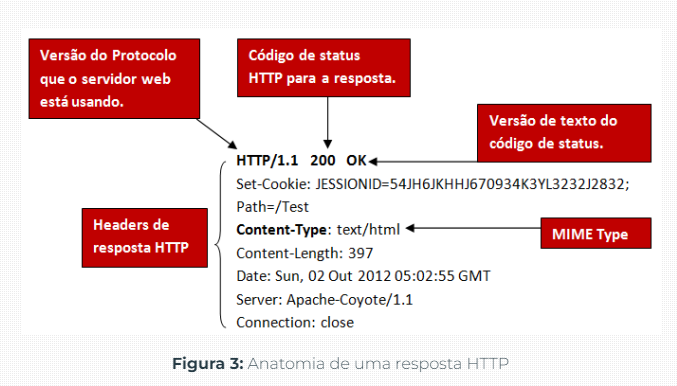 Versão do Protocolo
que o servidor web
está usando.
Código de status
HTTP para a resposta.
Versão de texto do
código de status.
HTTP/1.1 200 OK
Set-Cookie: JESSIONID=54JH6JKHHJ670934K3YL3232J2832;
Path=/Test
Headers de
resposta HTTP
Content-Type: text/html
MIME Type
Content-Length: 397
Date: Sun, 02 Out 2012 05:02:55 GMT
Server: Apache-Coyote/1.1
Connection: close
Figura 3: Anatomia de uma resposta HTTP